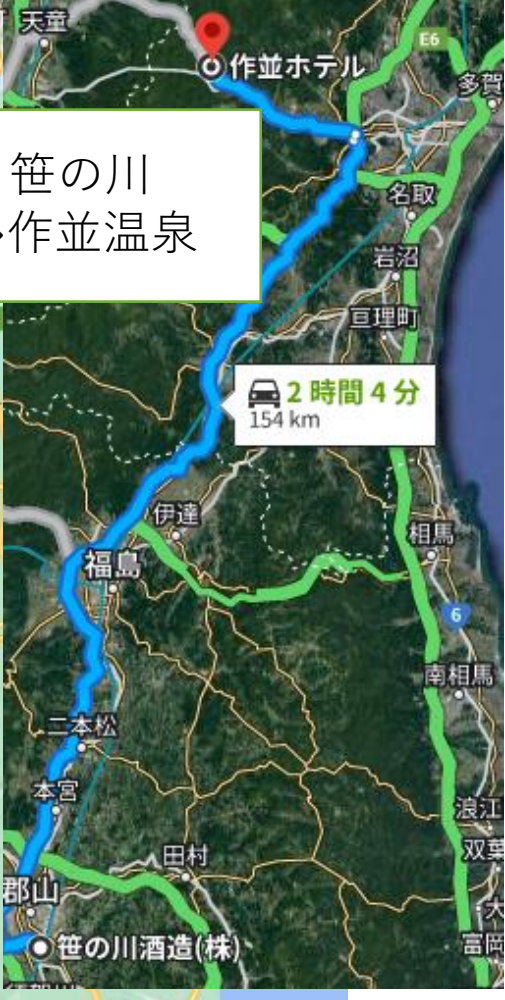 天童
作並ホテル
E6
多賀
笹の川
作並温泉
名取
岩沼
亘理町
2 時間 4 分
154 km
伊達
相馬
福島
6
南相馬
二本松
本宮
浪江
双葉
田村
郡山
大
笹の川酒造(株)
富岡